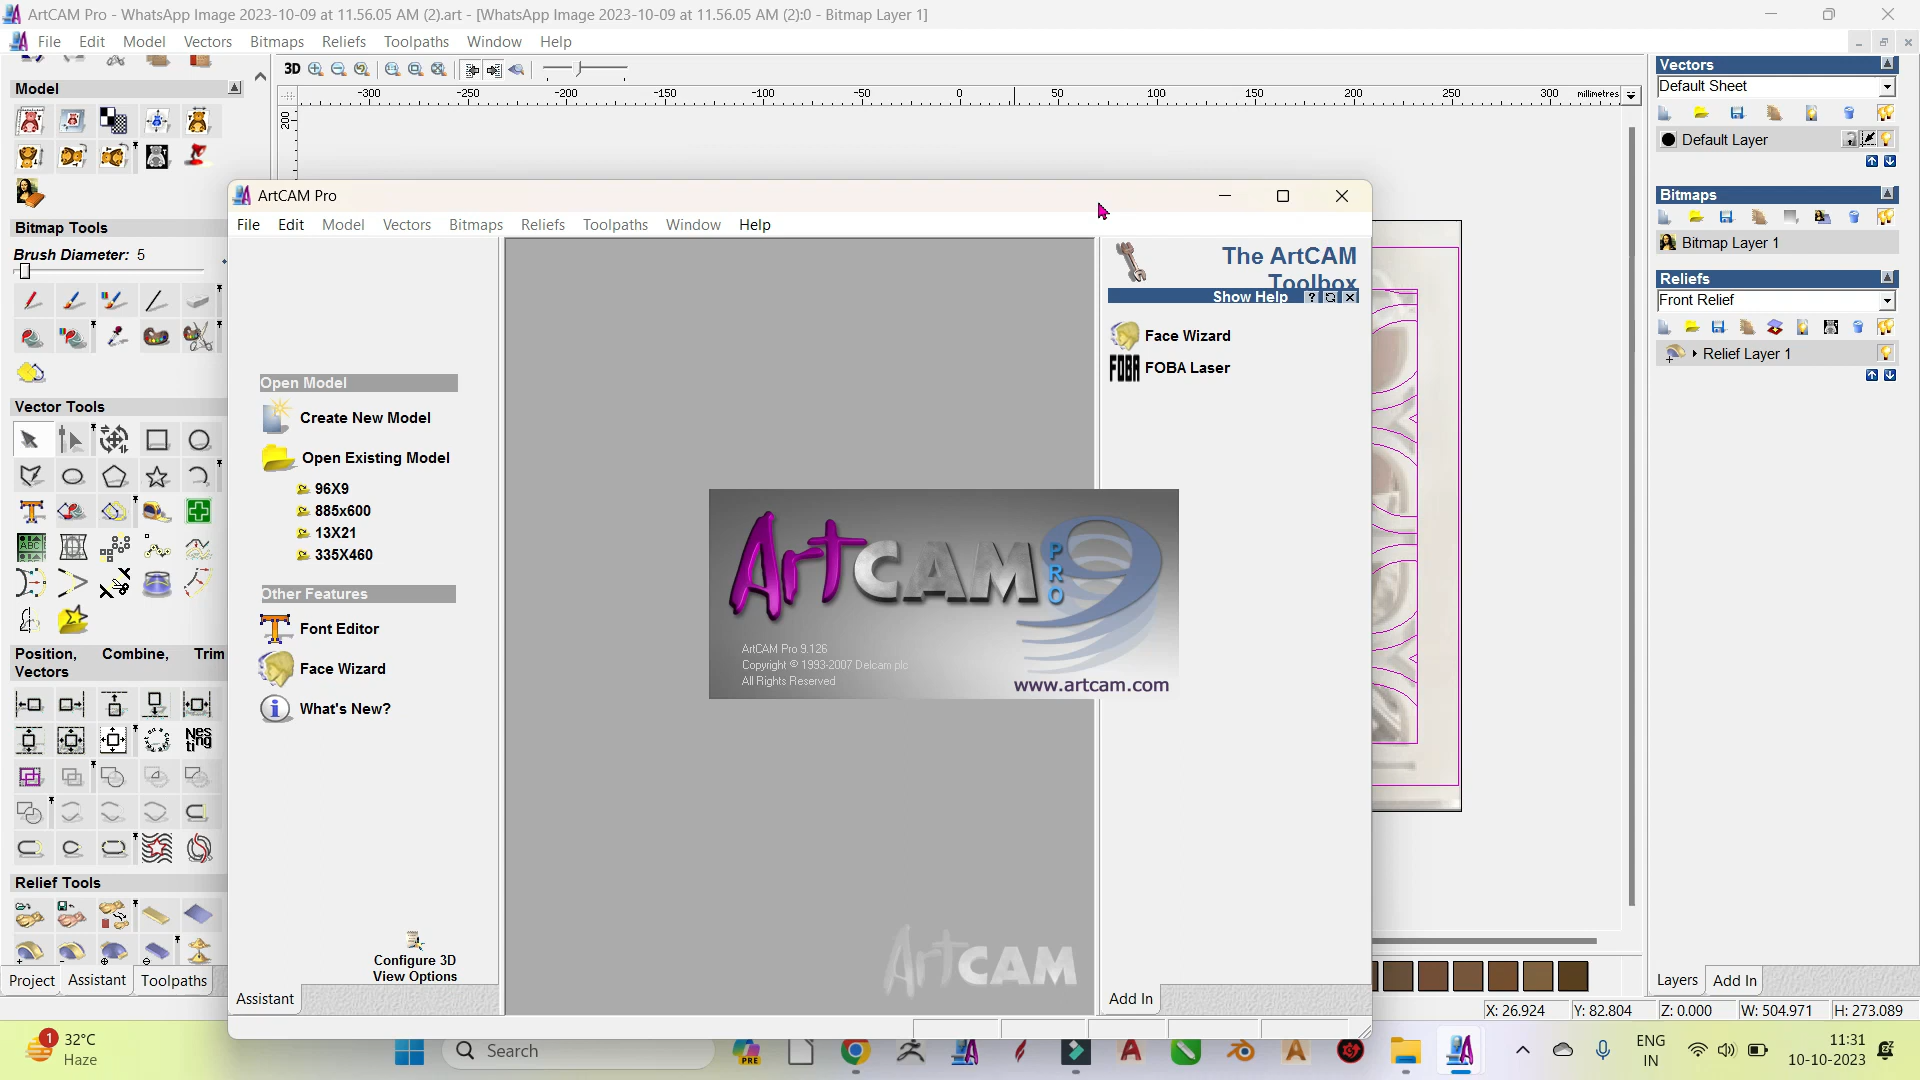 ArtCAM Pro - WhatsApp Image 2023-10-09 at 11.56.05 AM (2).art - [WhatsApp Image 2023-10-09 at 11.56.05 AM (2):0 - Bitmap Layer 1]
File Edit Model Vectors Bitmaps Reliefs Toolpaths Window Help
3D
-300 -250 -200 -150 -100 -50 0 50 100 150 200 250 300 millimetres
200
Model
Bitmap Tools
Brush Diameter: 5
Vector Tools
ABC
Position, Combine, Trim
Vectors
Nes
ting
Relief Tools
Project Assistant Toolpaths
ArtCAM Pro
File Edit Model Vectors Bitmaps Reliefs Toolpaths Window Help
Open Model
Create New Model
Open Existing Model
96X9
885x600
13X21
335X460
Other Features
Font Editor
Face Wizard
What's New?
Configure 3D
View Options
Assistant
ArtCAM PRO 9
ArtCAM Pro 9.126
Copyright © 1993-2007 Delcam plc
All Rights Reserved
www.artcam.com
ArtCAM
The ArtCAM
Toolbox
Show Help ?
Face Wizard
FOBA FOBA Laser
Add In
Vectors
Default Sheet
Default Layer
Bitmaps
Bitmap Layer 1
Reliefs
Front Relief
Relief Layer 1
Layers Add In
X: 26.924 Y: 82.804 Z: 0.000 W: 504.971 H: 273.089
1
32°C
Haze
Search
PRE
ENG
IN
11:31
10-10-2023